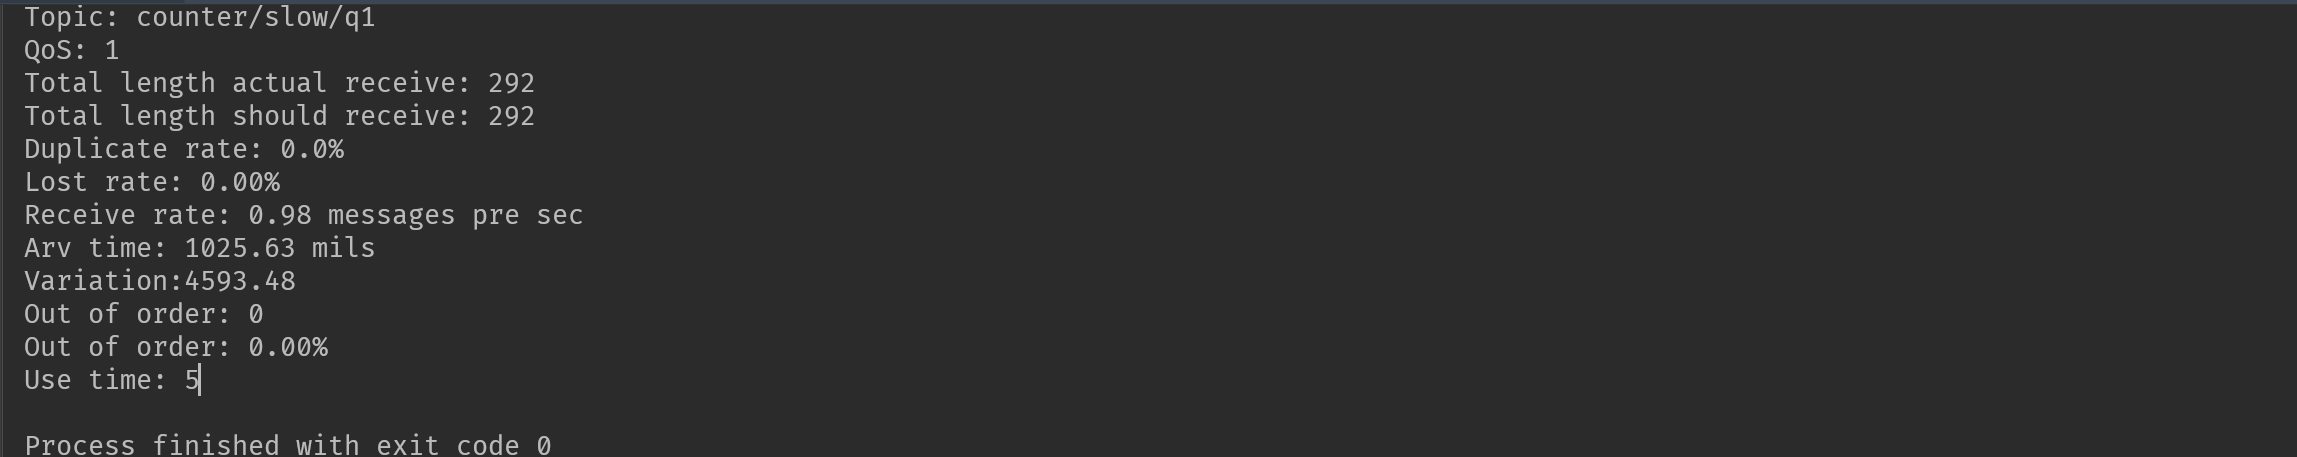 Topic: counter/slow/q1
QoS: 1
Total length actual receive: 292
Total length should receive: 292
Duplicate rate: 0.0%
Lost rate: 0.00%
Receive rate: 0.98 messages pre sec
Arv time: 1025.63 mils
Variation:4593.48
Out of order: 0
Out of order: 0.00%
Use time: 5
Process finished with exit code 0